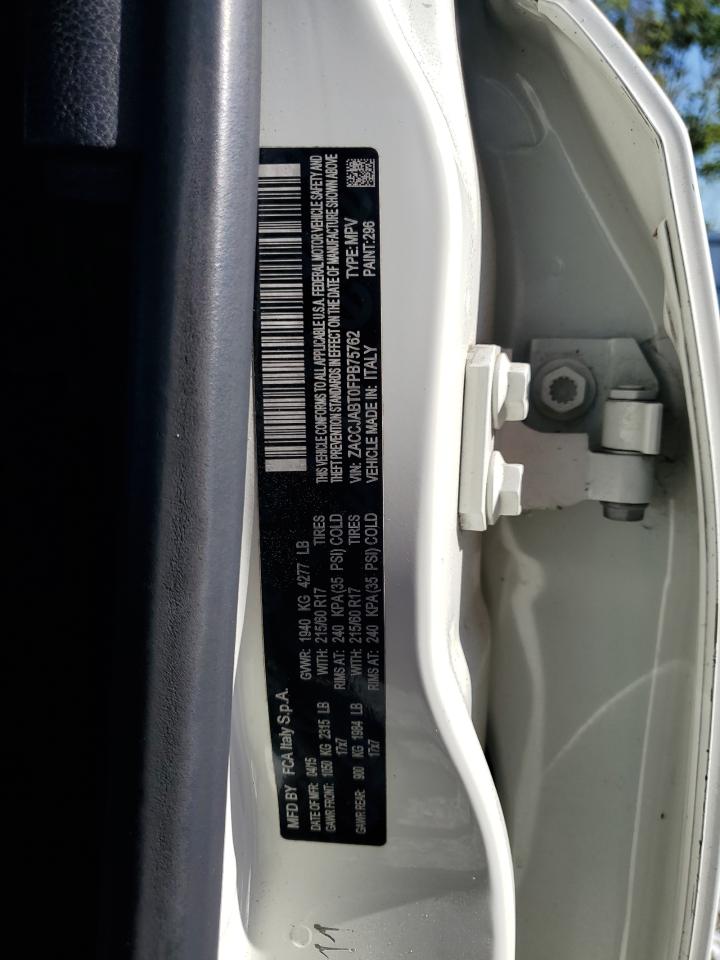 MFD BY FCA Italy S.p.A.
DATE OF MFR: 04/15 GVWR: 1940 KG 4277 LB
GAWR FRONT: 1050 KG 2315 LB WITH: 215/60 R17 TIRES
17x7 RIMS AT: 240 KPA(35 PSI) COLD
GAWR REAR: 900 KG 1984 LB WITH: 215/60 R17 TIRES
17x7 RIMS AT: 240 KPA(35 PSI) COLD
THIS VEHICLE CONFORMS TO ALL APPLICABLE U.S.A. FEDERAL MOTOR VEHICLE SAFETY AND
THEFT PREVENTION STANDARDS IN EFFECT ON THE DATE OF MANUFACTURE SHOWN ABOVE
VIN: ZACCJABT0FPB75762 TYPE: MPV
VEHICLE MADE IN: ITALY PAINT: 296
11